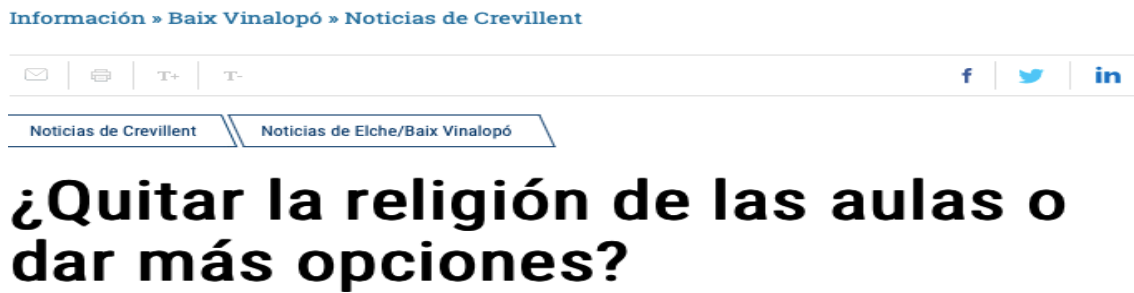 Información » Baix Vinalopó » Noticias de Crevillent
T+ T- f in
Noticias de Crevillent Noticias de Elche/Baix Vinalopó
¿Quitar la religión de las aulas o
dar más opciones?